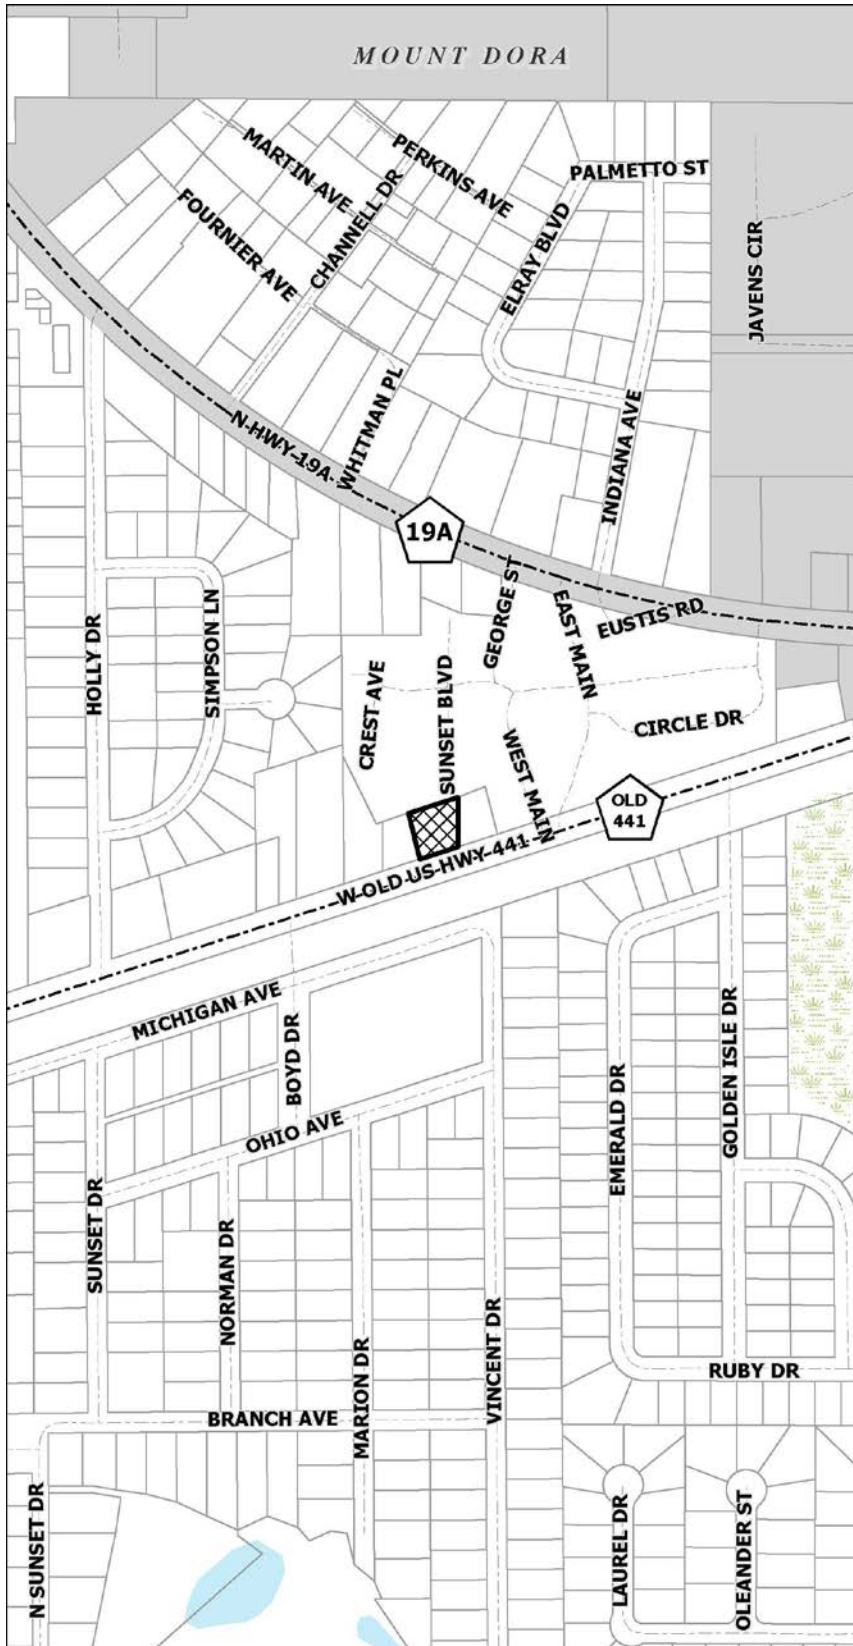 MOUNT DORA
MARTIN AVE
PERKINS AVE
PALMETTO ST
FOURNIER AVE
CHANNELL DR
ELRAY BLVD
JAVENS CIR
N HWY 19A
WHITMAN PL
INDIANA AVE
19A
GEORGE ST
EAST MAIN
EUSTIS RD
HOLLY DR
SIMPSON LN
CREST AVE
SUNSET BLVD
CIRCLE DR
WEST MAIN
OLD
441
W OLD US HWY 441
MICHIGAN AVE
BOYD DR
OHIO AVE
EMERALD DR
GOLDEN ISLE DR
SUNSET DR
NORMAN DR
MARION DR
VINCENT DR
RUBY DR
BRANCH AVE
N SUNSET DR
LAUREL DR
OLEANDER ST